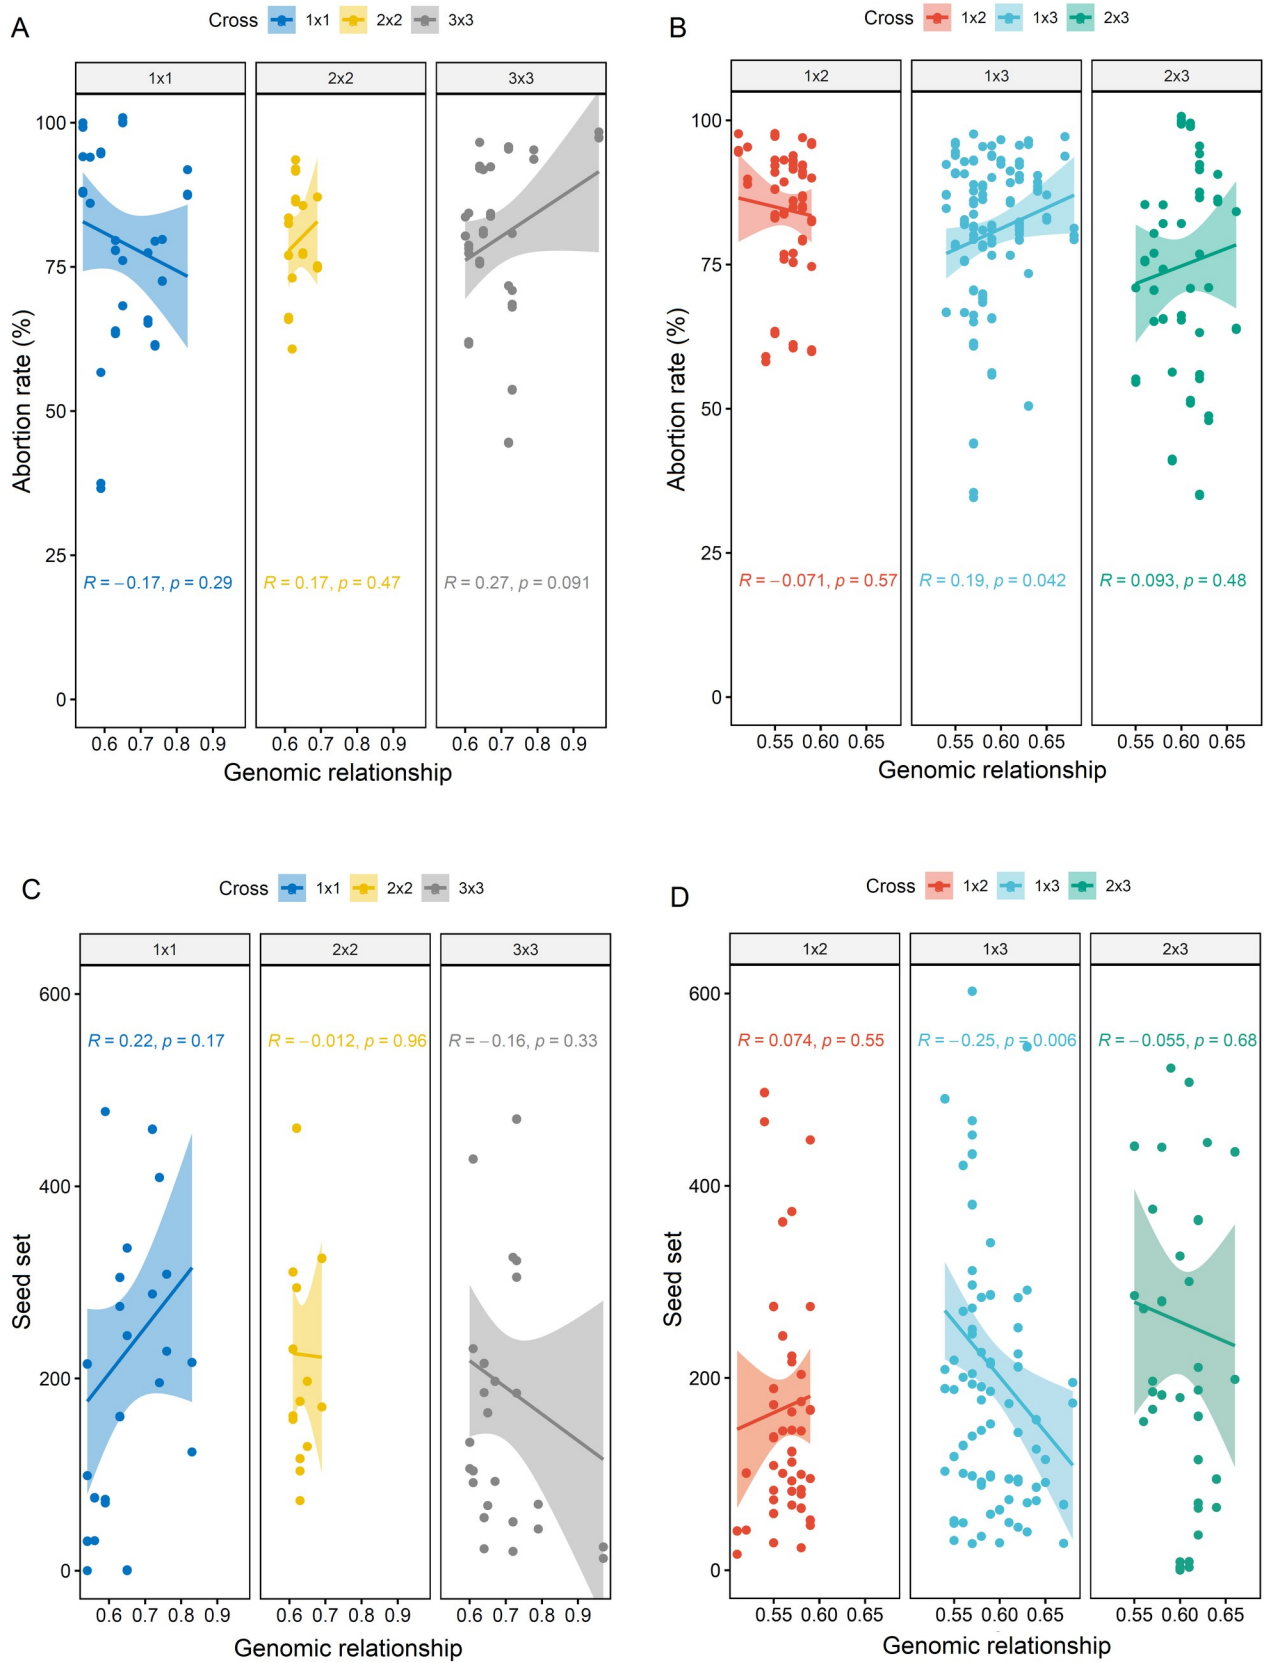 A
Cross 1x1 2x2 3x3
1x1 2x2 3x3
100
75
50
25
0
Abortion rate (%)
R = −0.17, p = 0.29
R = 0.17, p = 0.47
R = 0.27, p = 0.091
0.6 0.7 0.8 0.9 0.6 0.7 0.8 0.9 0.6 0.7 0.8 0.9
Genomic relationship
B
Cross 1x2 1x3 2x3
1x2 1x3 2x3
100
75
50
25
0
Abortion rate (%)
R = −0.071, p = 0.57
R = 0.19, p = 0.042
R = 0.093, p = 0.48
0.55 0.60 0.65 0.55 0.60 0.65 0.55 0.60 0.65
Genomic relationship
C
Cross 1x1 2x2 3x3
1x1 2x2 3x3
600
400
200
0
Seed set
R = 0.22, p = 0.17
R = −0.012, p = 0.96
R = −0.16, p = 0.33
0.6 0.7 0.8 0.9 0.6 0.7 0.8 0.9 0.6 0.7 0.8 0.9
Genomic relationship
D
Cross 1x2 1x3 2x3
1x2 1x3 2x3
600
400
200
0
Seed set
R = 0.074, p = 0.55
R = −0.25, p = 0.006
R = −0.055, p = 0.68
0.55 0.60 0.65 0.55 0.60 0.65 0.55 0.60 0.65
Genomic relationship